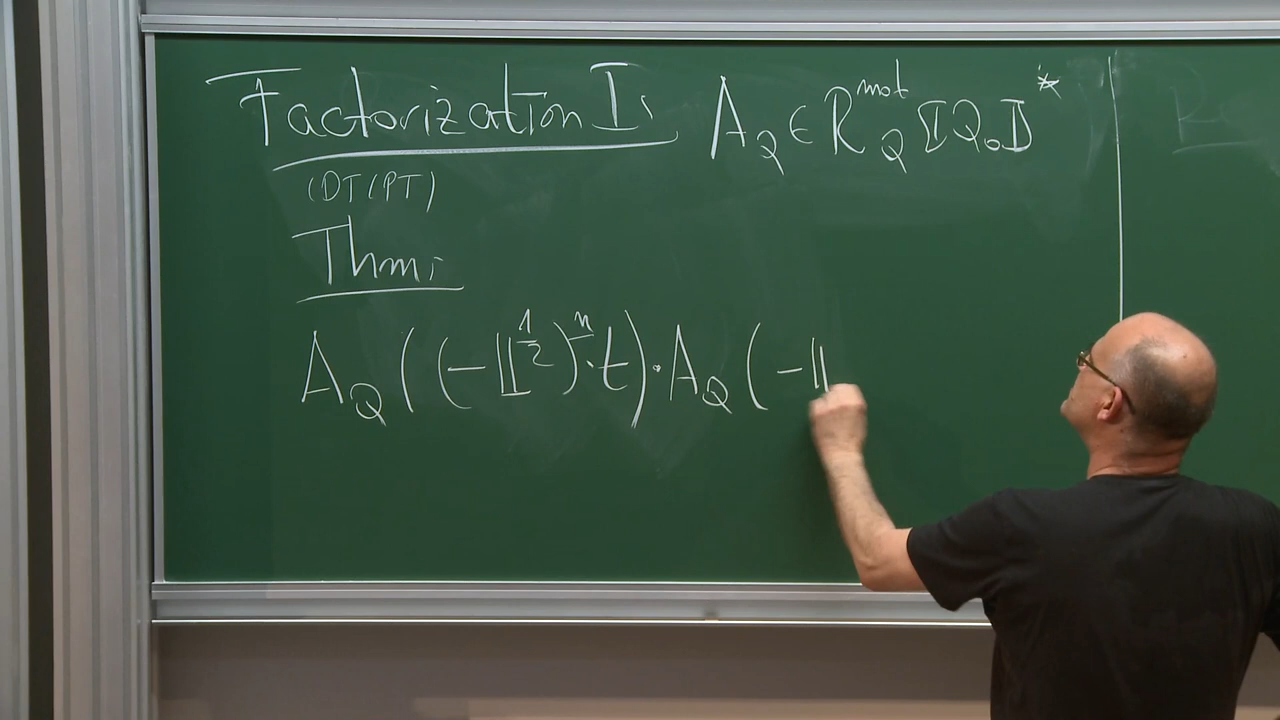 Factorization I: A_Q ∈ R_Q^mot ⟦Q_0⟧^*
(DT/PT)
Thm:
A_Q((-𝕃^{1/2})^n · t) · A_Q(-𝕃